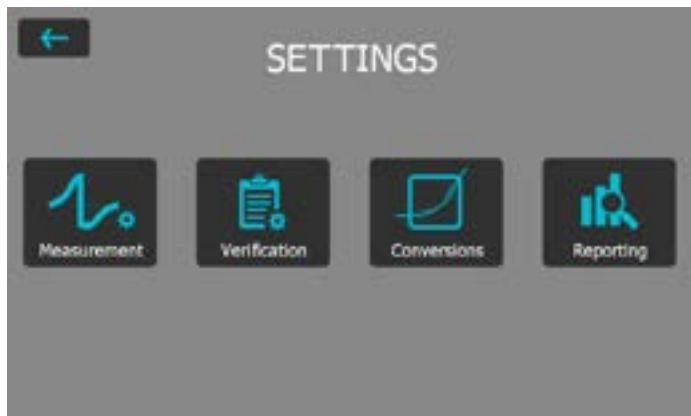 SETTINGS
Measurement
Verification
Conversions
Reporting